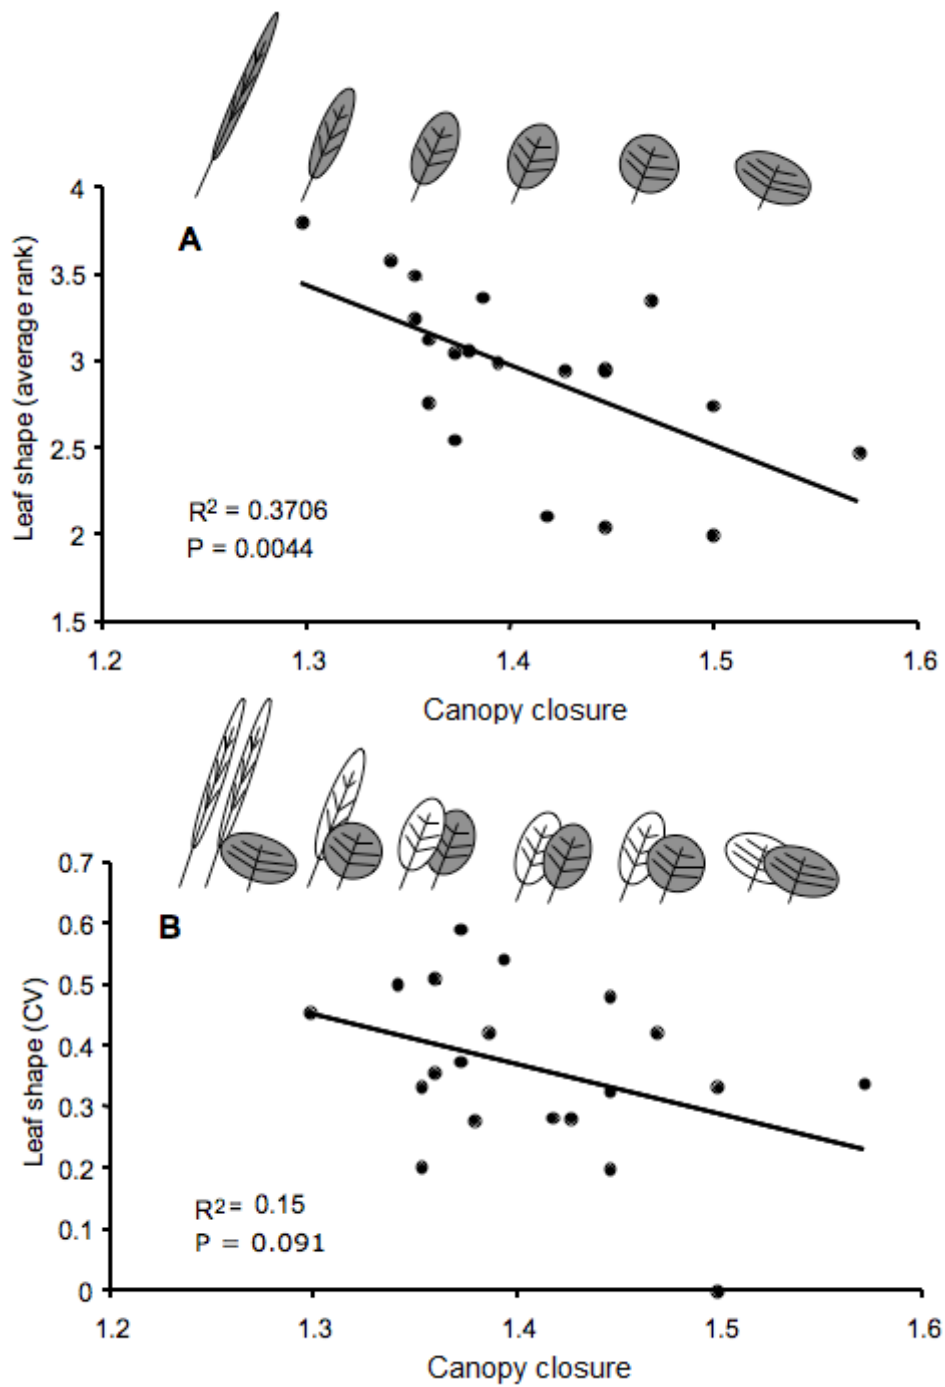 4
A
3.5
3
2.5
2
1.5
Leaf shape (average rank)
R² = 0.3706
P = 0.0044
1.2 1.3 1.4 1.5 1.6
Canopy closure
0.7
B
0.6
0.5
0.4
0.3
0.2
0.1
0
Leaf shape (CV)
R² = 0.15
P = 0.091
1.2 1.3 1.4 1.5 1.6
Canopy closure